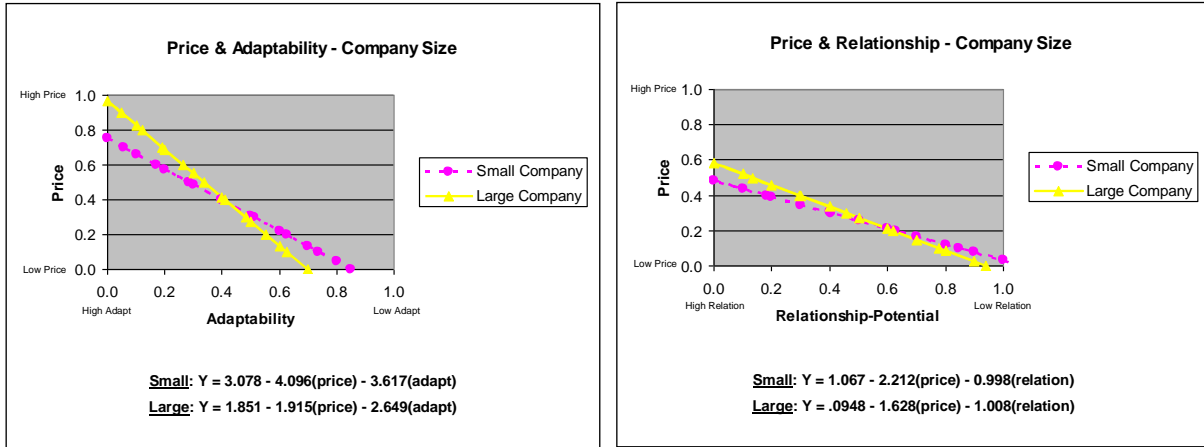 Price & Adaptability - Company Size
High Price
1.0
0.8
0.6
0.4
0.2
0.0
Low Price
Price
0.0 0.2 0.4 0.6 0.8 1.0
High Adapt
Low Adapt
Adaptability
Small Company
Large Company
Small: Y = 3.078 - 4.096(price) - 3.617(adapt)
Large: Y = 1.851 - 1.915(price) - 2.649(adapt)
Price & Relationship - Company Size
High Price
1.0
0.8
0.6
0.4
0.2
0.0
Low Price
Price
0.0 0.2 0.4 0.6 0.8 1.0
High Relation
Low Relation
Relationship-Potential
Small Company
Large Company
Small: Y = 1.067 - 2.212(price) - 0.998(relation)
Large: Y = .0948 - 1.628(price) - 1.008(relation)